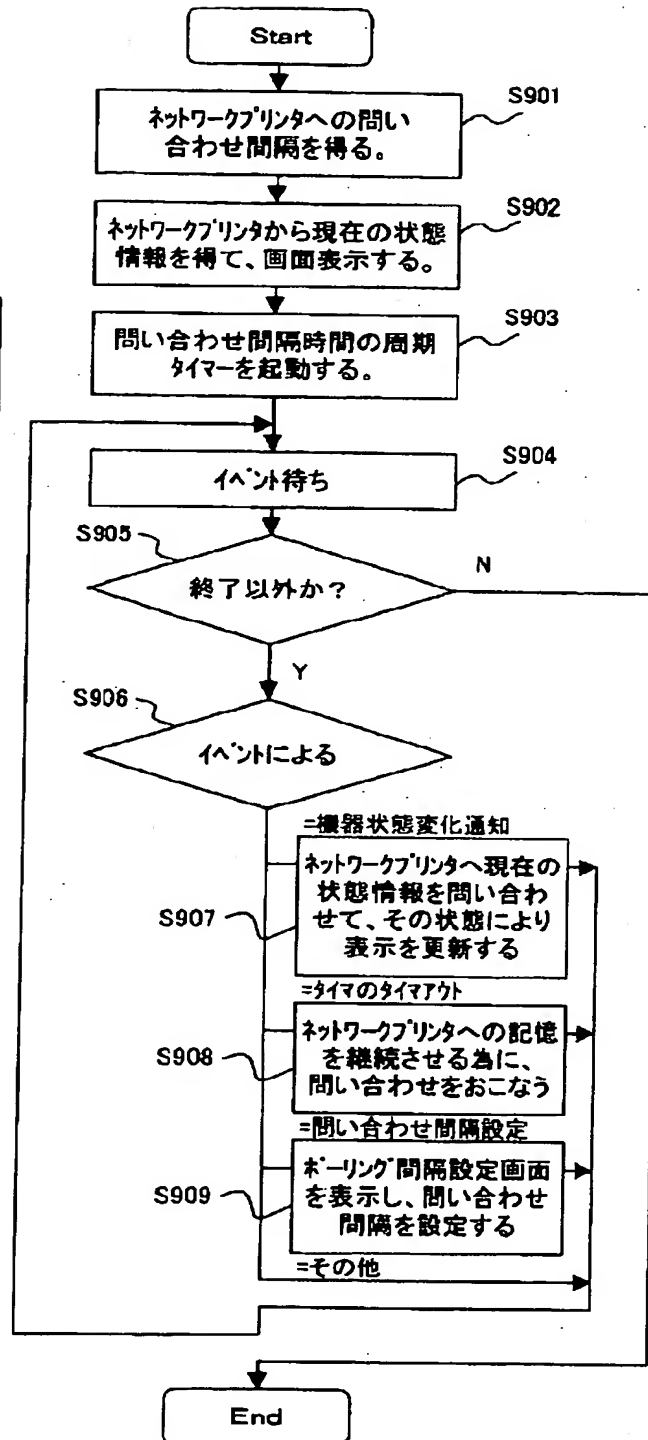 Start
S901
ネットワークプリンタへの問い
合わせ間隔を得る。
S902
ネットワークプリンタから現在の状態
情報を得て、画面表示する。
S903
問い合わせ間隔時間の周期
タイマーを起動する。
S904
イベント待ち
S905
終了以外か？
N
Y
S906
イベントによる
=機器状態変化通知
ネットワークプリンタへ現在の
状態情報を問い合わ
せて、その状態により
表示を更新する
S907
=タイマのタイマアウト
ネットワークプリンタへの記憶
を継続させる為に、
問い合わせをおこなう
S908
=問い合わせ間隔設定
ポーリング間隔設定画面
を表示し、問い合わせ
間隔を設定する
S909
=その他
End